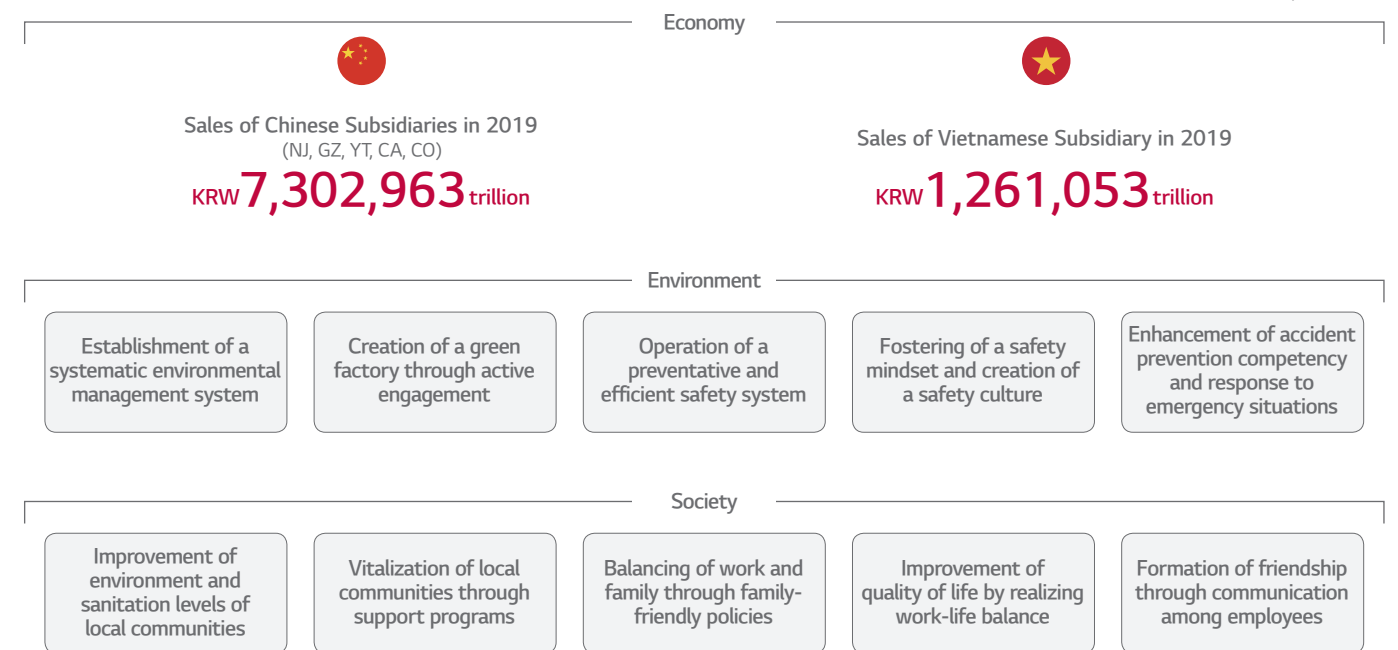 Economy
Sales of Chinese Subsidiaries in 2019
(NJ, GZ, YT, CA, CO)
KRW 7,302,963 trillion
Sales of Vietnamese Subsidiary in 2019
KRW 1,261,053 trillion
Environment
Establishment of a
systematic environmental
management system
Creation of a green
factory through active
engagement
Operation of a
preventative and
efficient safety system
Fostering of a safety
mindset and creation of
a safety culture
Enhancement of accident
prevention competency
and response to
emergency situations
Society
Improvement of
environment and
sanitation levels of
local communities
Vitalization of local
communities through
support programs
Balancing of work and
family through family-
friendly policies
Improvement of
quality of life by realizing
work-life balance
Formation of friendship
through communication
among employees